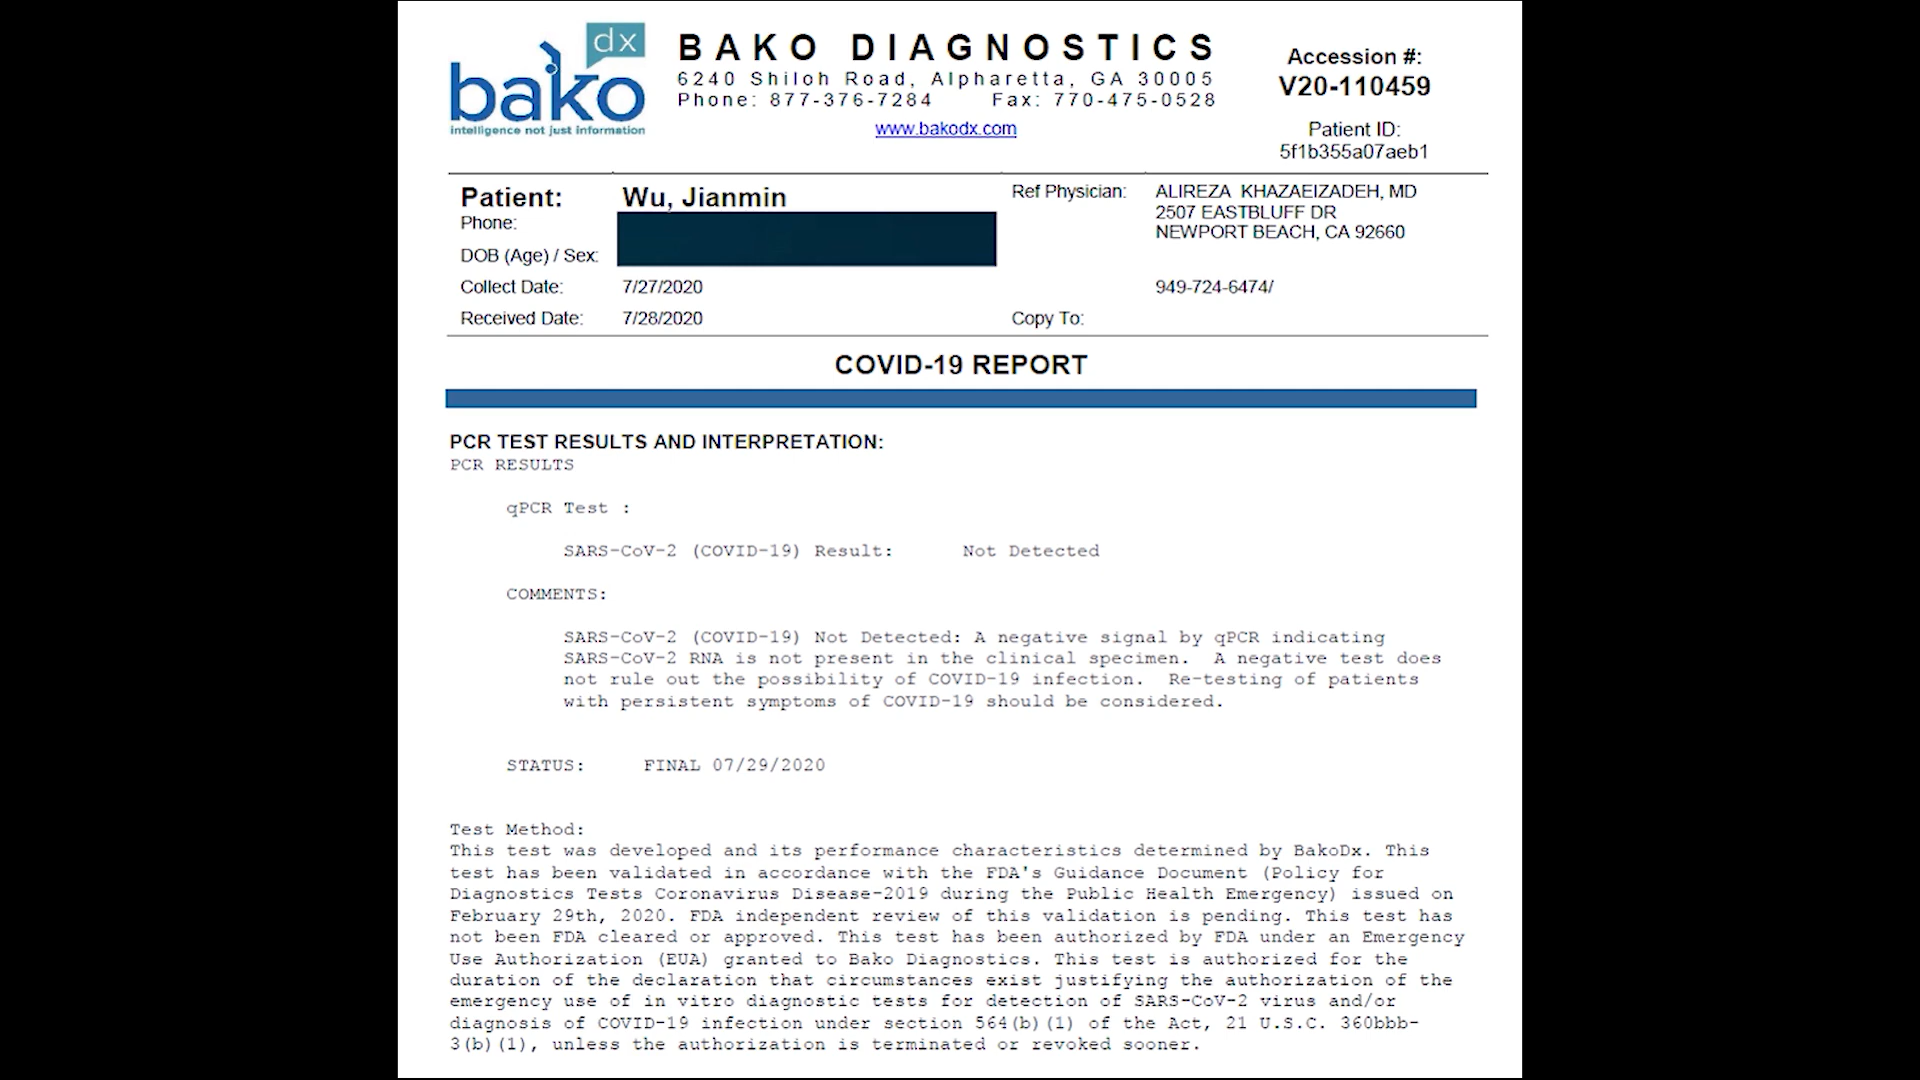 dx
bako
intelligence not just information
BAKO DIAGNOSTICS
6240 Shiloh Road, Alpharetta, GA 30005
Phone: 877-376-7284 Fax: 770-475-0528
www.bakodx.com
Accession #:
V20-110459
Patient ID:
5f1b355a07aeb1
Patient: Wu, Jianmin
Phone:
DOB (Age) / Sex:
Collect Date: 7/27/2020
Received Date: 7/28/2020
Ref Physician: ALIREZA KHAZAEIZADEH, MD
2507 EASTBLUFF DR
NEWPORT BEACH, CA 92660
949-724-6474/
Copy To:
COVID-19 REPORT
PCR TEST RESULTS AND INTERPRETATION:
PCR RESULTS
qPCR Test :
SARS-CoV-2 (COVID-19) Result: Not Detected
COMMENTS:
SARS-CoV-2 (COVID-19) Not Detected: A negative signal by qPCR indicating
SARS-CoV-2 RNA is not present in the clinical specimen. A negative test does
not rule out the possibility of COVID-19 infection. Re-testing of patients
with persistent symptoms of COVID-19 should be considered.
STATUS: FINAL 07/29/2020
Test Method:
This test was developed and its performance characteristics determined by BakoDx. This
test has been validated in accordance with the FDA's Guidance Document (Policy for
Diagnostics Tests Coronavirus Disease-2019 during the Public Health Emergency) issued on
February 29th, 2020. FDA independent review of this validation is pending. This test has
not been FDA cleared or approved. This test has been authorized by FDA under an Emergency
Use Authorization (EUA) granted to Bako Diagnostics. This test is authorized for the
duration of the declaration that circumstances exist justifying the authorization of the
emergency use of in vitro diagnostic tests for detection of SARS-CoV-2 virus and/or
diagnosis of COVID-19 infection under section 564(b)(1) of the Act, 21 U.S.C. 360bbb-
3(b)(1), unless the authorization is terminated or revoked sooner.